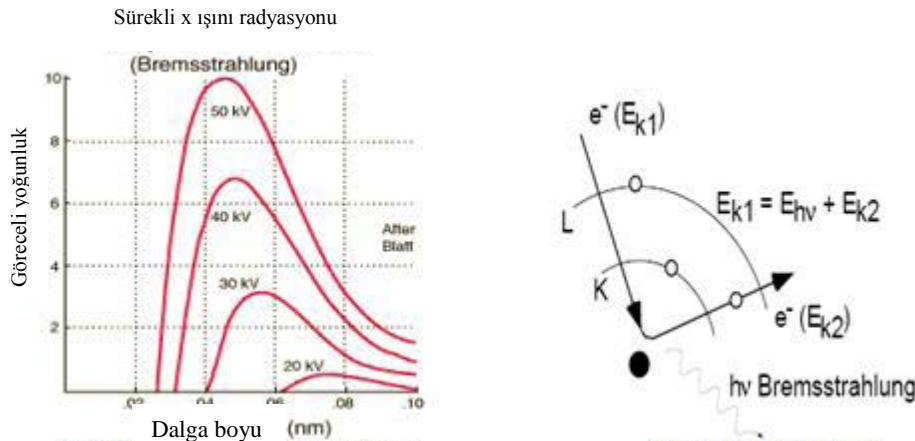 Sürekli x ışını radyasyonu
(Bremsstrahlung)
Göreceli yoğunluk
10
8
6
4
2
50 kV
40 kV
30 kV
20 kV
After
Blatt
.02
.04
.06
.08
.10
Dalga boyu (nm)
e⁻ (Eₖ₁)
L
K
Eₖ₁ = Ehν + Eₖ₂
e⁻ (Eₖ₂)
hν Bremsstrahlung